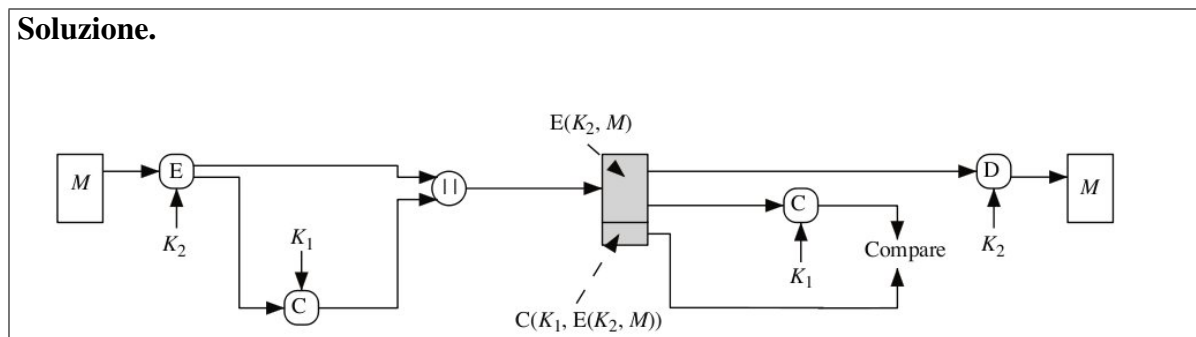 Soluzione.
E(K₂, M)
M
E
K₂
K₁
C
| |
C(K₁, E(K₂, M))
C
K₁
Compare
D
K₂
M